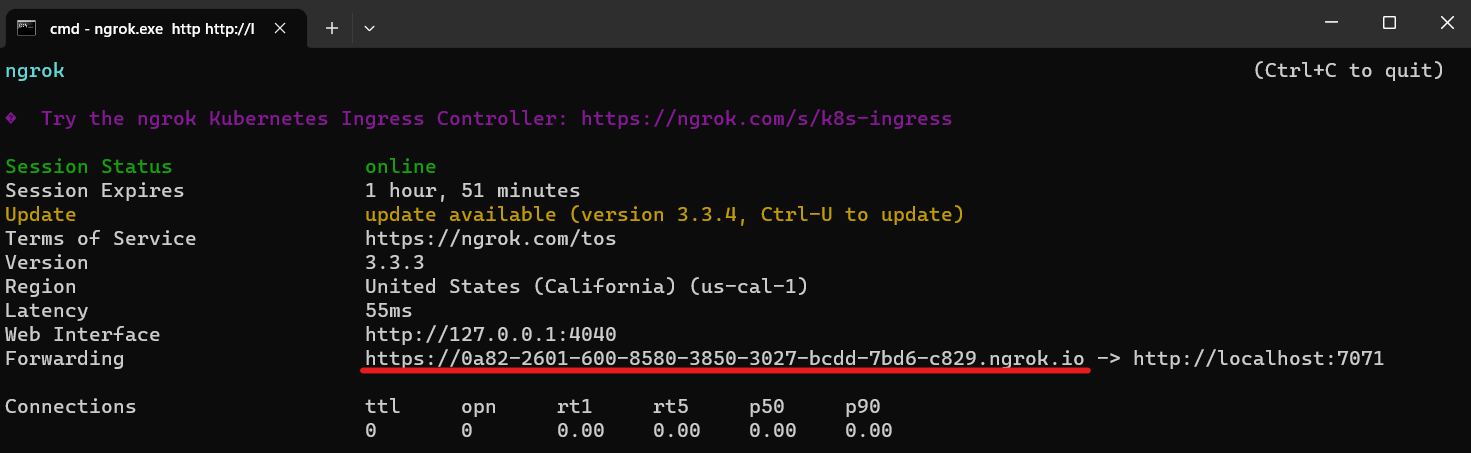 cmd - ngrok.exe  http http://l
ngrok (Ctrl+C to quit)
� Try the ngrok Kubernetes Ingress Controller: https://ngrok.com/s/k8s-ingress
Session Status online
Session Expires 1 hour, 51 minutes
Update update available (version 3.3.4, Ctrl-U to update)
Terms of Service https://ngrok.com/tos
Version 3.3.3
Region United States (California) (us-cal-1)
Latency 55ms
Web Interface http://127.0.0.1:4040
Forwarding https://0a82-2601-600-8580-3850-3027-bcdd-7bd6-c829.ngrok.io -> http://localhost:7071
Connections ttl opn rt1 rt5 p50 p90
0 0 0.00 0.00 0.00 0.00